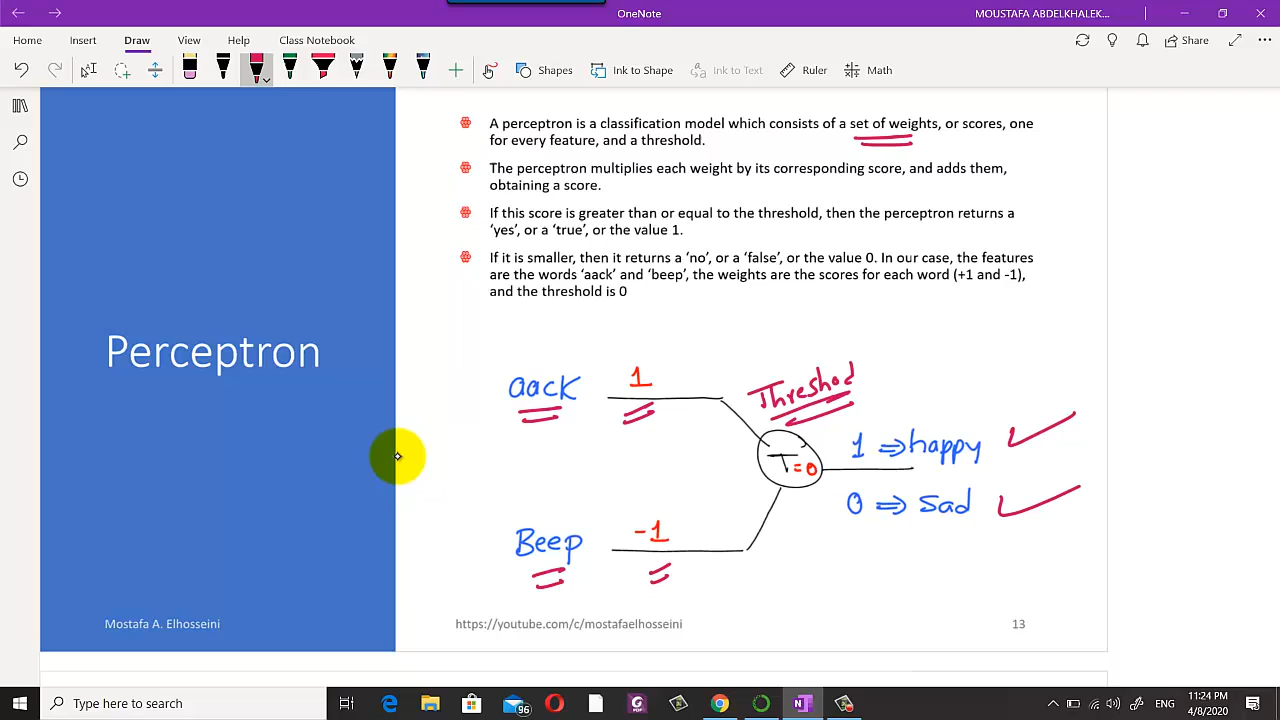 OneNote
MOUSTAFA ABDELKHALEK...
Home Insert Draw View Help Class Notebook
Share
Shapes Ink to Shape Ink to Text Ruler Math
A perceptron is a classification model which consists of a set of weights, or scores, one
for every feature, and a threshold.
The perceptron multiplies each weight by its corresponding score, and adds them,
obtaining a score.
If this score is greater than or equal to the threshold, then the perceptron returns a
‘yes’, or a ‘true’, or the value 1.
If it is smaller, then it returns a ‘no’, or a ‘false’, or the value 0. In our case, the features
are the words ‘aack’ and ‘beep’, the weights are the scores for each word (+1 and -1),
and the threshold is 0
Perceptron
aack 1
Threshod
T=0
1 ⇒ happy
0 ⇒ sad
Beep -1
Mostafa A. Elhosseini
https://youtube.com/c/mostafaelhosseini
13
Type here to search
96
ENG
11:24 PM
4/8/2020